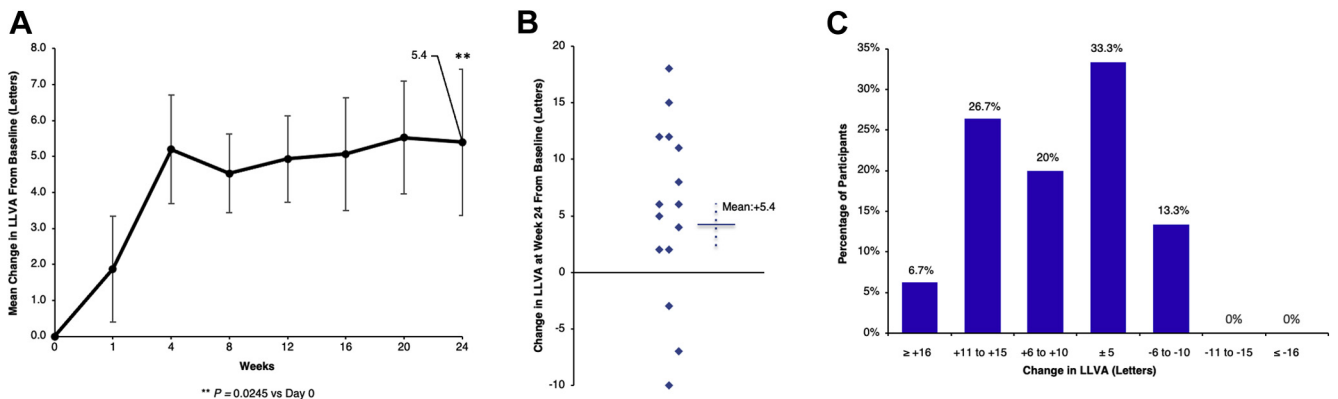 A
Mean Change in LLVA From Baseline (Letters)
8.0
7.0
6.0
5.0
4.0
3.0
2.0
1.0
0.0
5.4
**
0 1 4 8 12 16 20 24
Weeks
** P = 0.0245 vs Day 0
B
Change in LLVA at Week 24 From Baseline (Letters)
20
15
10
5
0
-5
-10
Mean:+5.4
C
Percentage of Participants
35%
30%
25%
20%
15%
10%
5%
0%
6.7%
26.7%
20%
33.3%
13.3%
0%
0%
≥ +16 +11 to +15 +6 to +10 ± 5 -6 to -10 -11 to -15 ≤ -16
Change in LLVA (Letters)